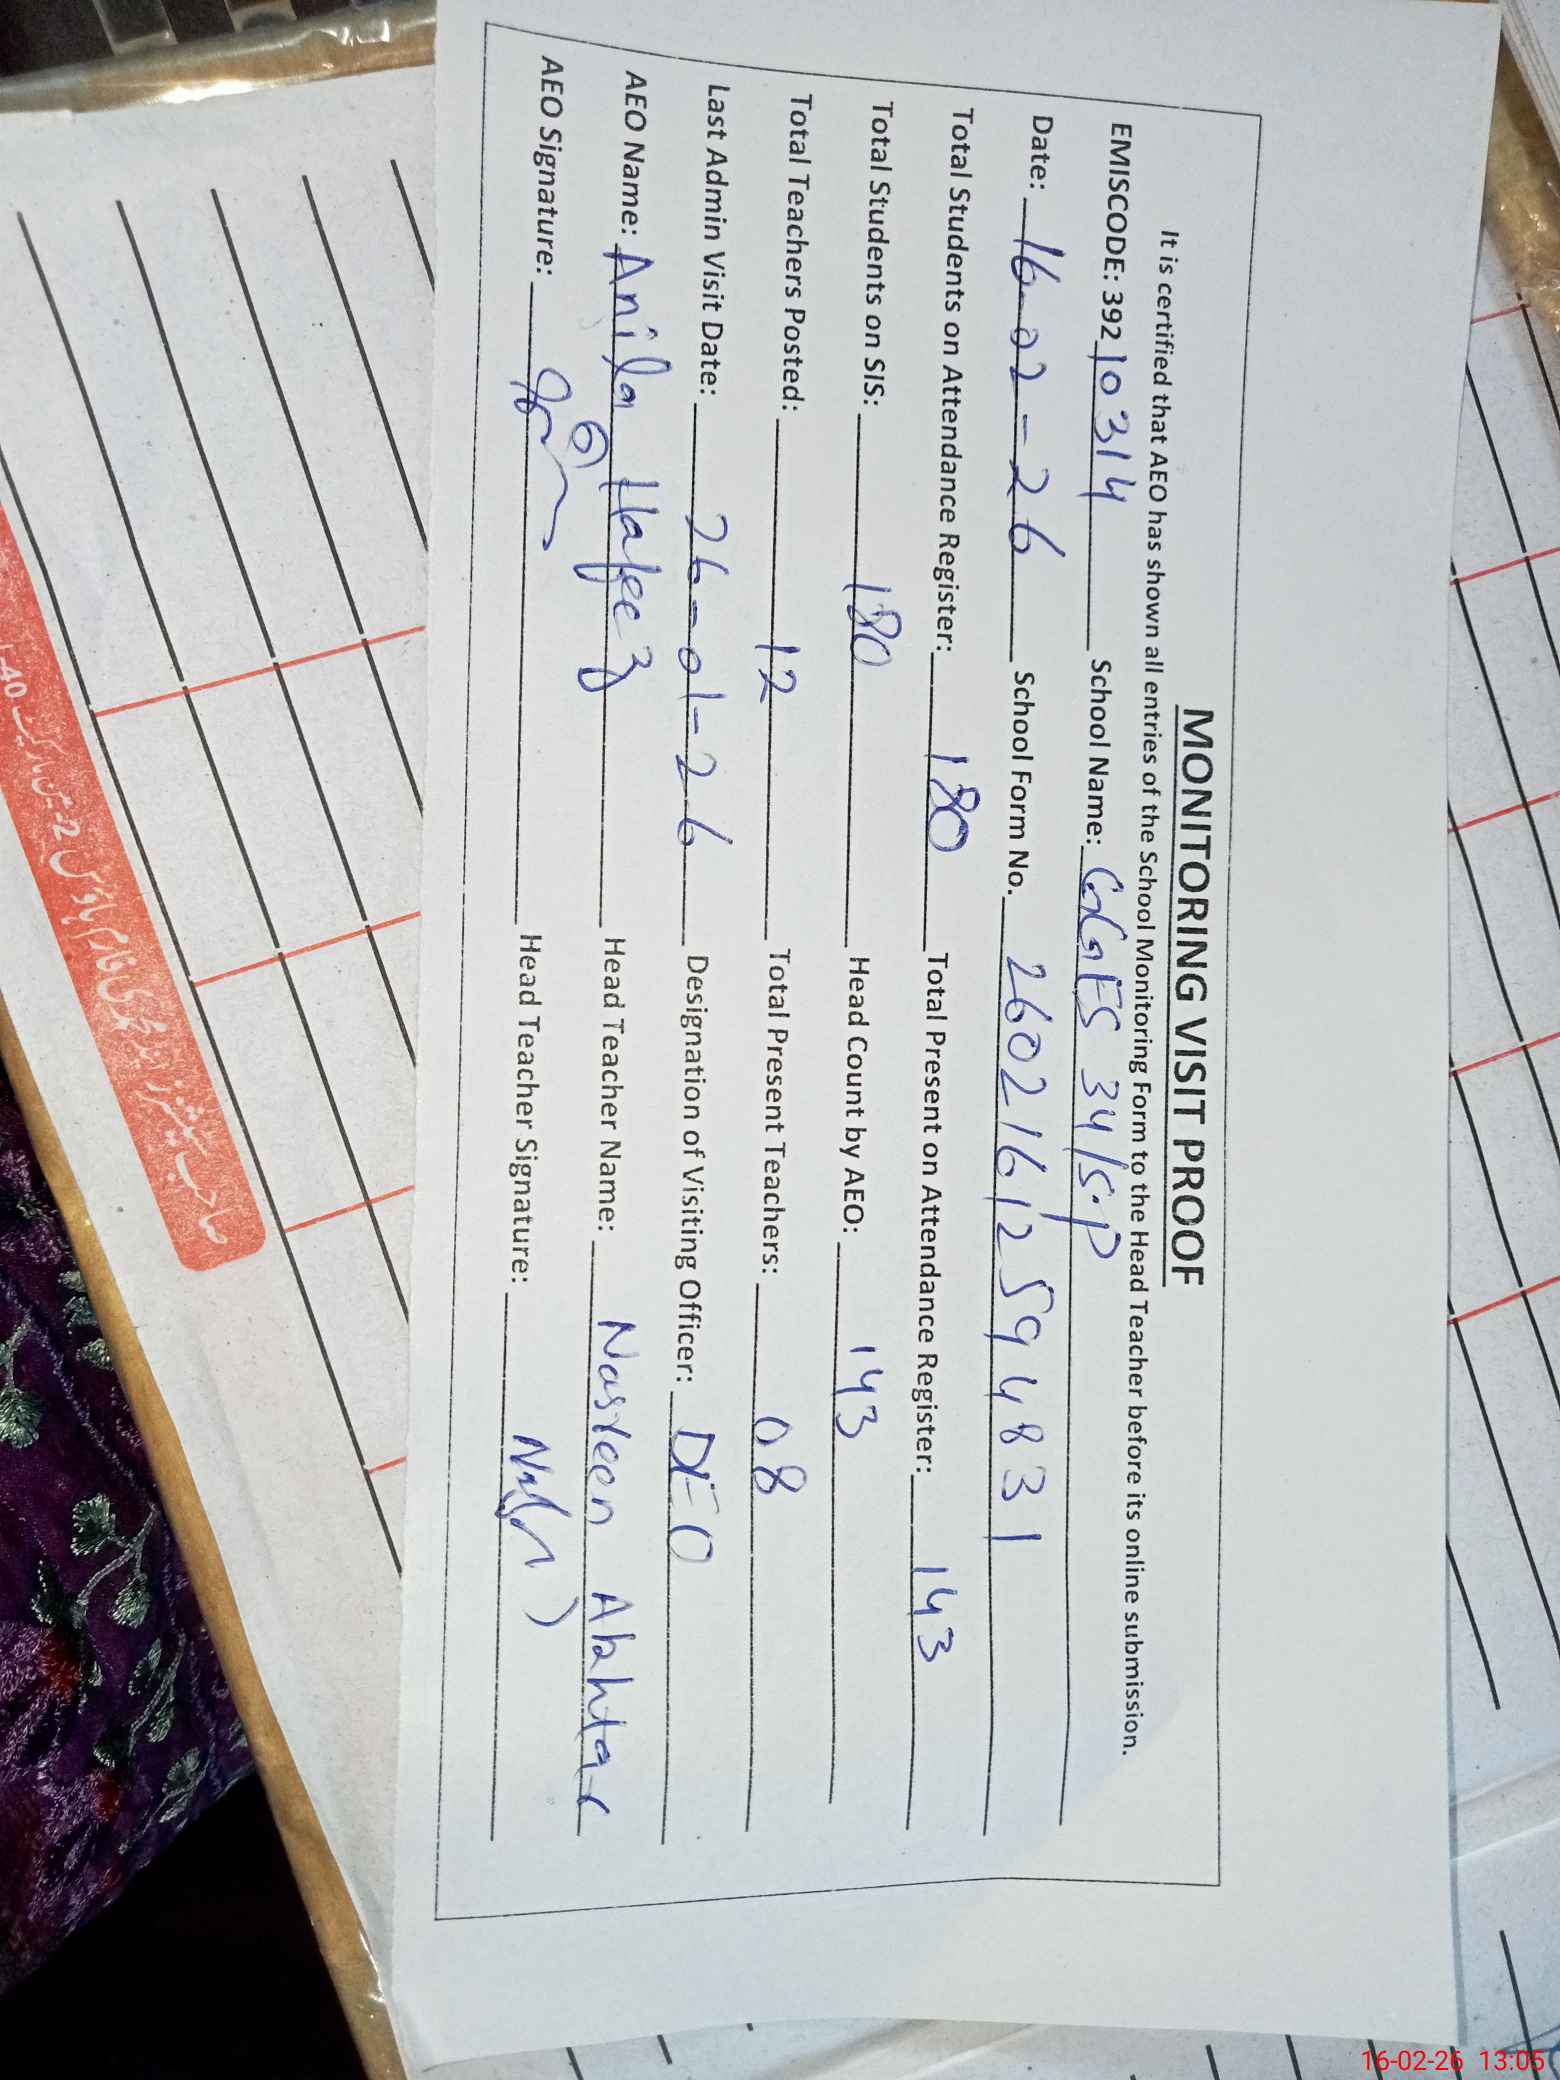 MONITORING VISIT PROOF
It is certified that AEO has shown all entries of the School Monitoring Form to the Head Teacher before its online submission.
EMISCODE: 39210314 School Name: GGES 34/S.P
Date: 16-02-26 School Form No. 26021612594831
Total Students on Attendance Register: 180 Total Present on Attendance Register: 143
Total Students on SIS: 180 Head Count by AEO: 143
Total Teachers Posted: 12 Total Present Teachers: 08
Last Admin Visit Date: 26-01-26 Designation of Visiting Officer: DEO
AEO Name: Anila Hafeez Head Teacher Name: Nasreen Akhtar
AEO Signature: Head Teacher Signature:
16-02-26 13:05